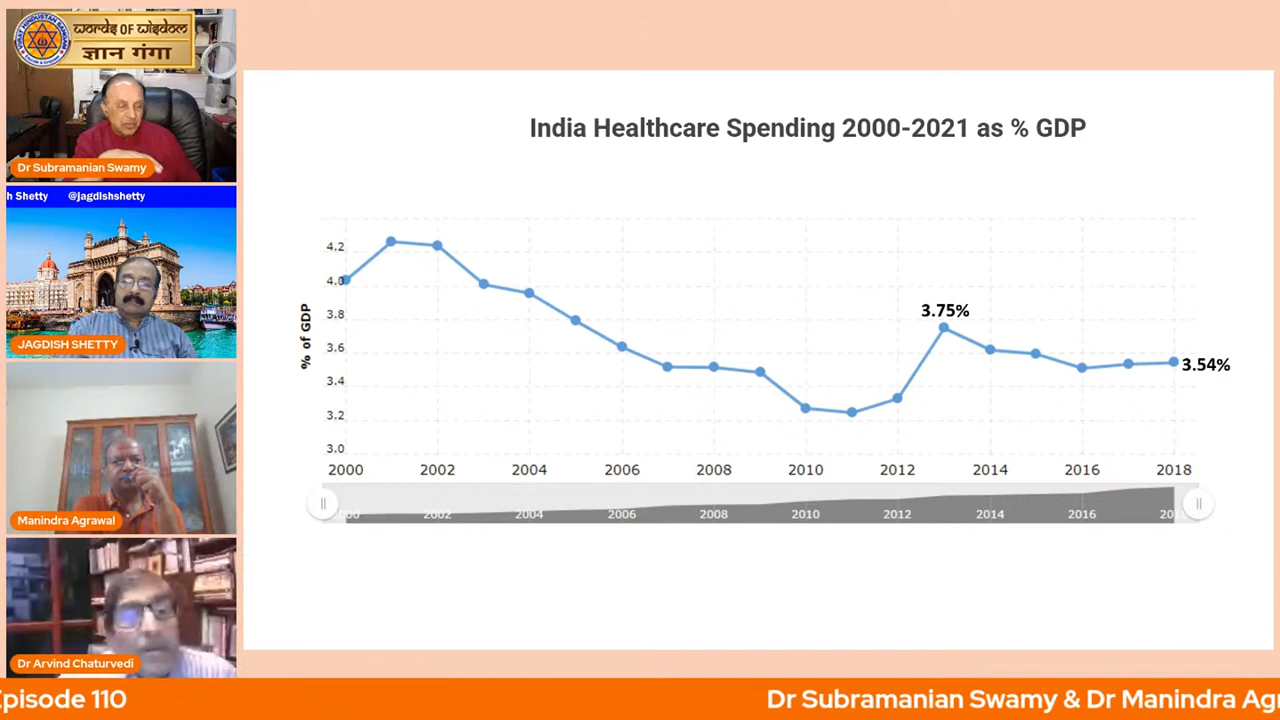 WORDS OF WISDOM
ज्ञान गंगा
Dr Subramanian Swamy
h Shetty @jagdishshetty
JAGDISH SHETTY
Manindra Agrawal
Dr Arvind Chaturvedi
India Healthcare Spending 2000-2021 as % GDP
% of GDP
4.2
4.0
3.8
3.6
3.4
3.2
3.0
3.75%
3.54%
2000 2002 2004 2006 2008 2010 2012 2014 2016 2018
00 2002 2004 2006 2008 2010 2012 2014 2016 20
pisode 110
Dr Subramanian Swamy & Dr Manindra Agr